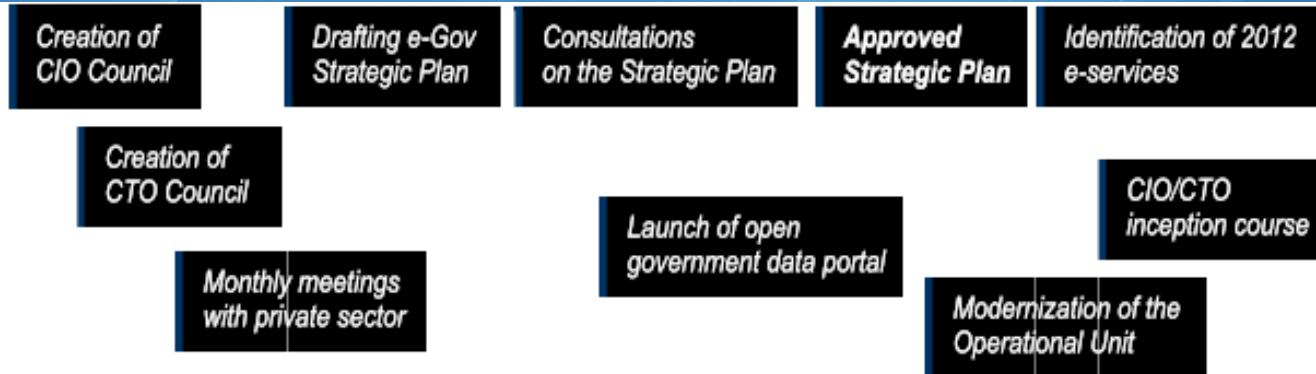 Creation of
CIO Council
Drafting e-Gov
Strategic Plan
Consultations
on the Strategic Plan
Approved
Strategic Plan
Identification of 2012
e-services
Creation of
CTO Council
CIO/CTO
inception course
Launch of open
government data portal
Monthly meetings
with private sector
Modernization of the
Operational Unit